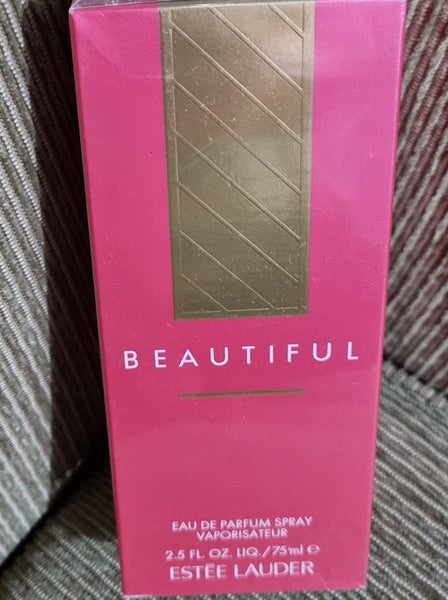 BEAUTIFUL
EAU DE PARFUM SPRAY
VAPORISATEUR
2.5 FL. OZ. LIQ./75ml ℮
ESTĒE LAUDER